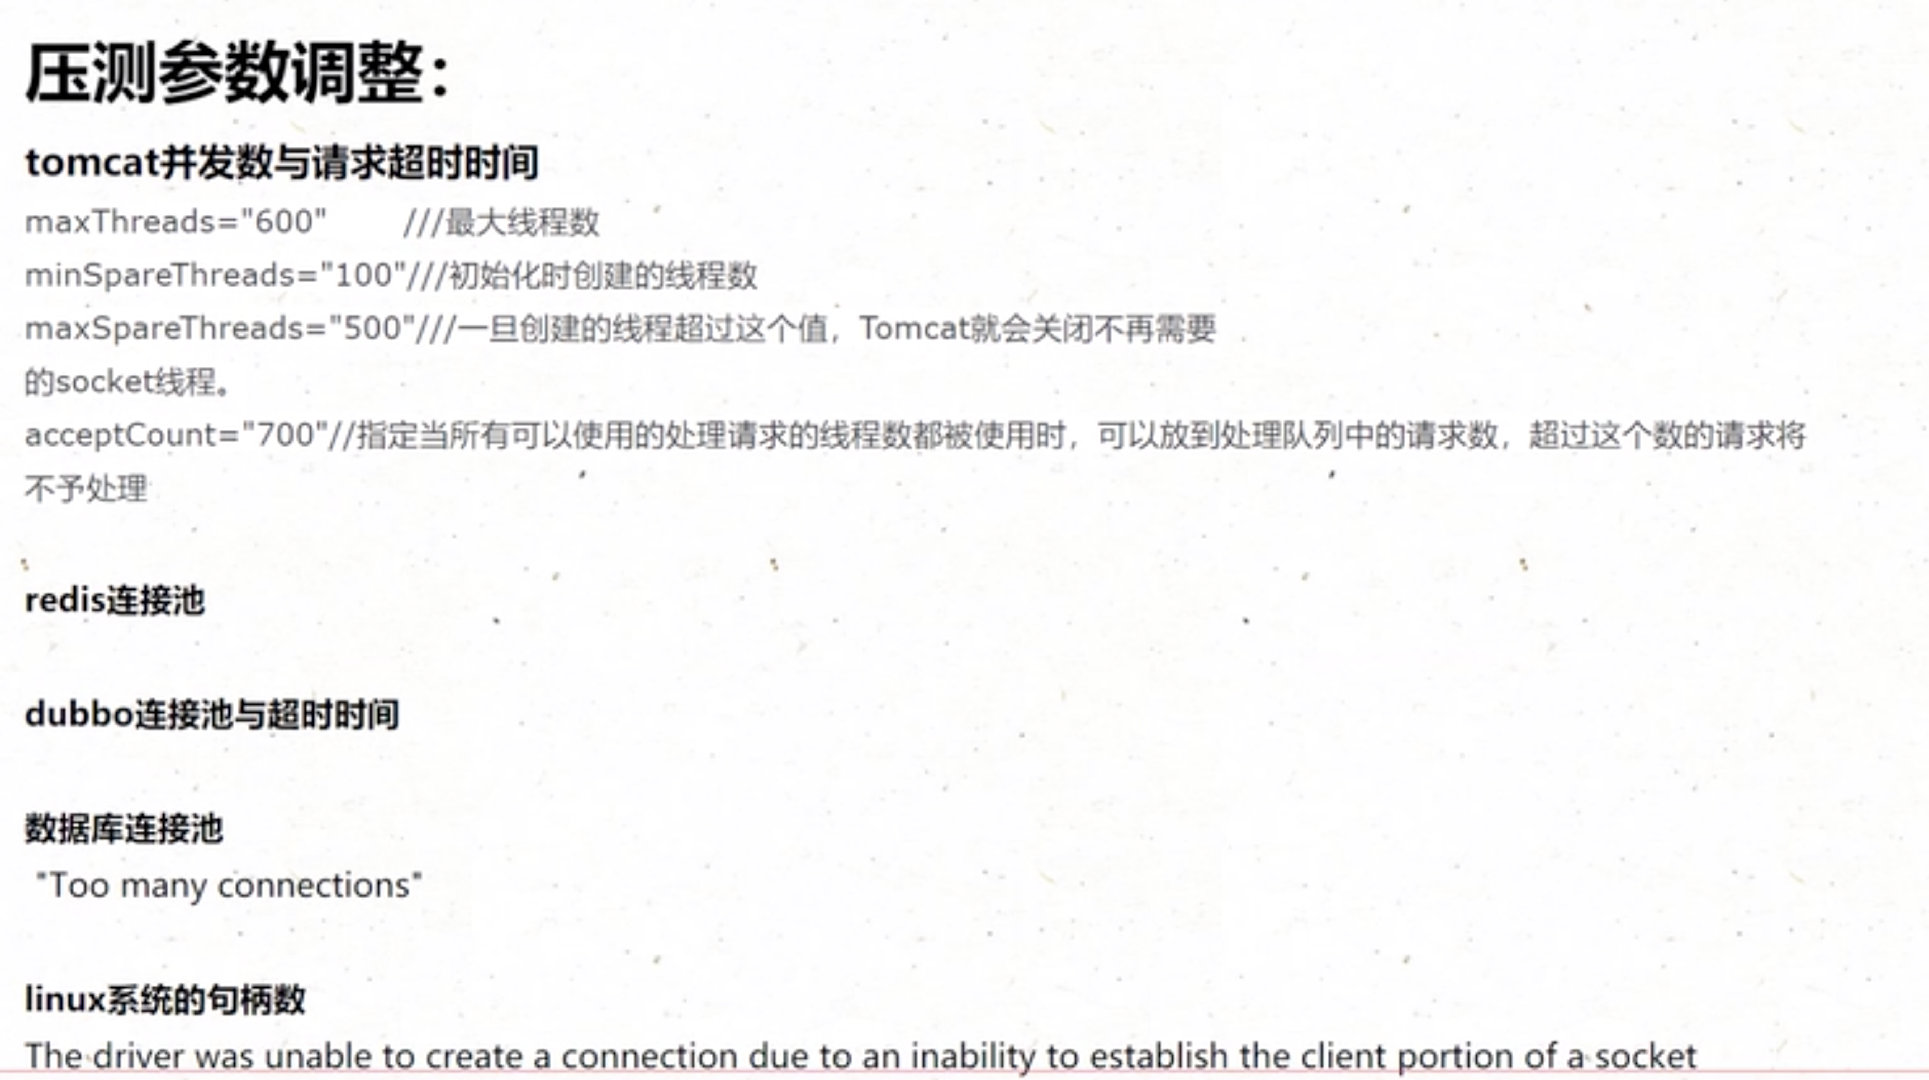 压测参数调整：
tomcat并发数与请求超时时间
maxThreads="600"        ///最大线程数
minSpareThreads="100"///初始化时创建的线程数
maxSpareThreads="500"///一旦创建的线程超过这个值，Tomcat就会关闭不再需要
的socket线程。
acceptCount="700"//指定当所有可以使用的处理请求的线程数都被使用时，可以放到处理队列中的请求数，超过这个数的请求将
不予处理
redis连接池
dubbo连接池与超时时间
数据库连接池
"Too many connections"
linux系统的句柄数
The driver was unable to create a connection due to an inability to establish the client portion of a socket